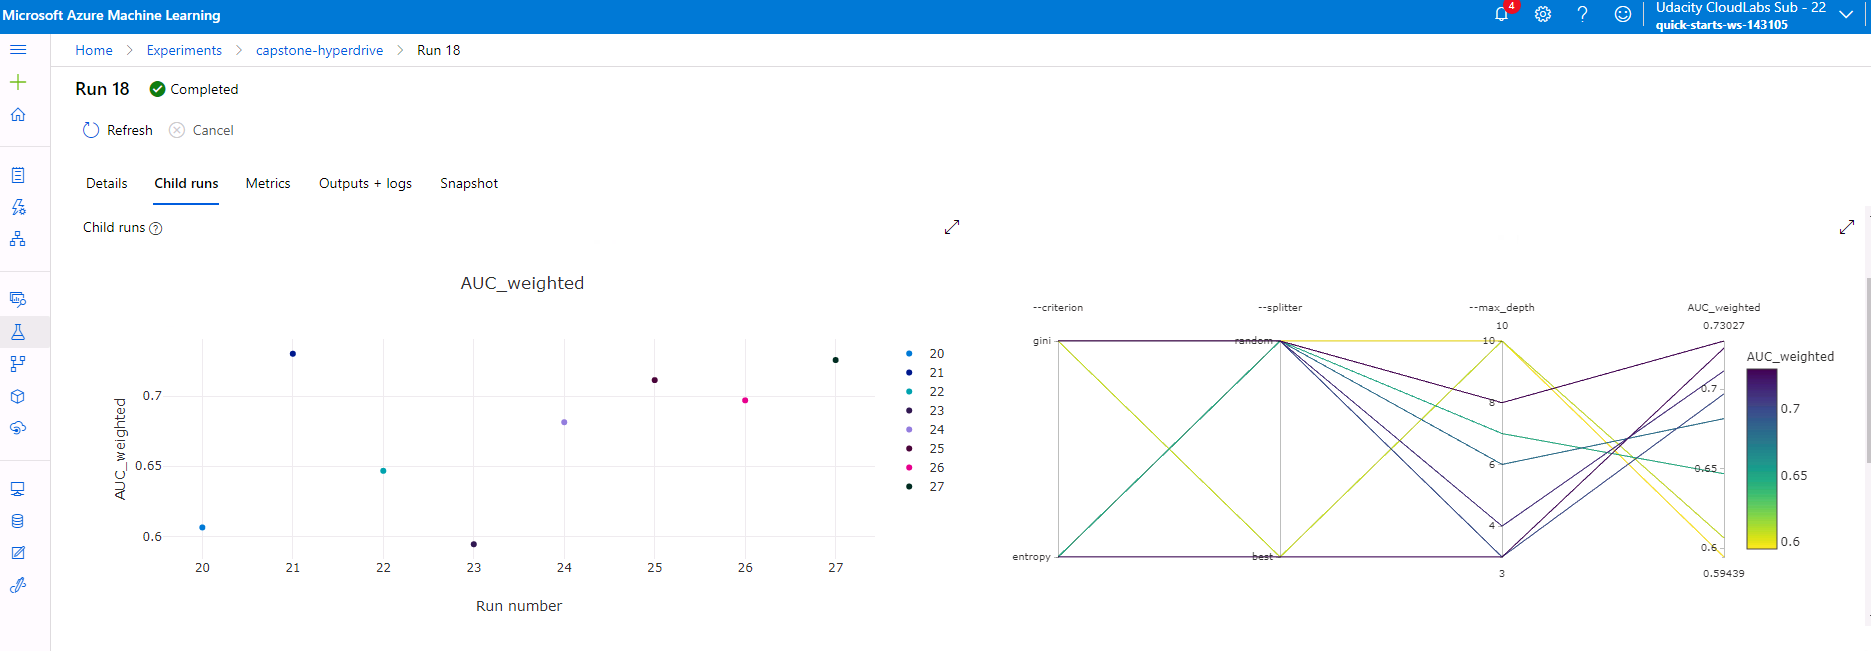 Microsoft Azure Machine Learning
4
Udacity CloudLabs Sub - 22
quick-starts-ws-143105
Home > Experiments > capstone-hyperdrive > Run 18
Run 18 Completed
Refresh Cancel
Details Child runs Metrics Outputs + logs Snapshot
Child runs ?
AUC_weighted
AUC_weighted
0.7
0.65
0.6
20 21 22 23 24 25 26 27
Run number
20
21
22
23
24
25
26
27
--criterion --splitter --max_depth AUC_weighted
10 0.73027
gini random 10
8
6
4
entropy best
3 0.59439
0.7
0.65
0.6
AUC_weighted
0.7
0.65
0.6